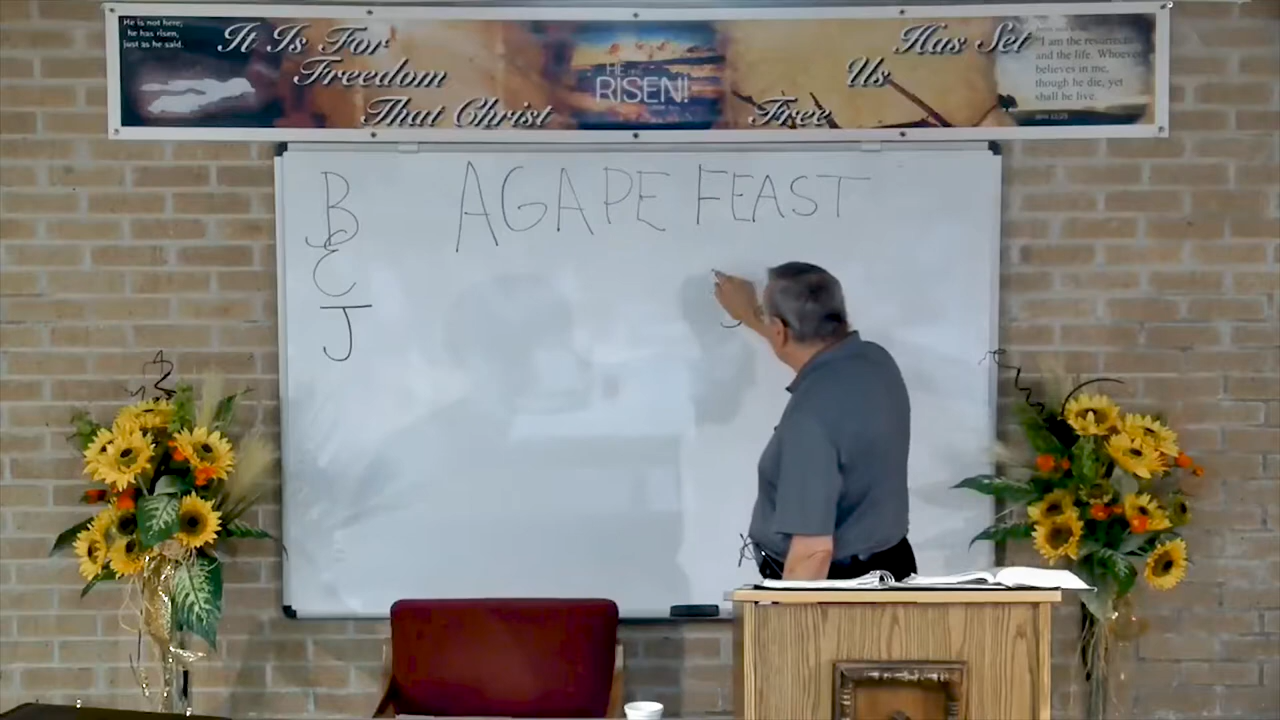 He is not here;
he has risen,
just as he said.
It Is For
Freedom
That Christ
HE
RISEN!
Has Set
Us
Free
"I am the resurrec
and the life. Whoever
believes in me,
though he die, yet
shall he live.
B
C
J
AGAPE FEAST